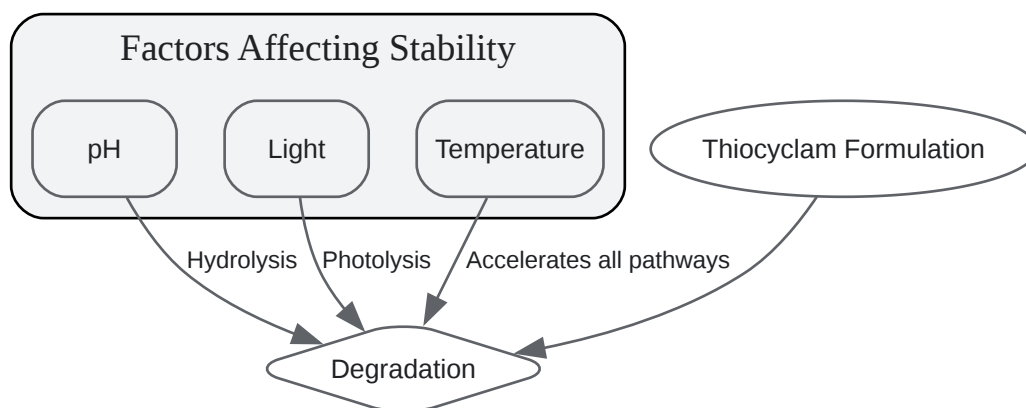 Factors Affecting Stability
pH
Light
Temperature
Thiocyclam Formulation
Hydrolysis
Photolysis
Accelerates all pathways
Degradation